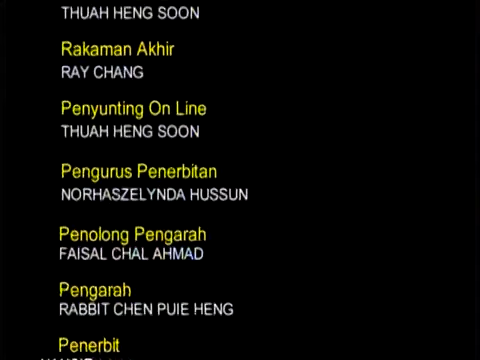 THUAH HENG SOON
Rakaman Akhir
RAY CHANG
Penyunting On Line
THUAH HENG SOON
Pengurus Penerbitan
NORHASZELYNDA HUSSUN
Penolong Pengarah
FAISAL CHAL AHMAD
Pengarah
RABBIT CHEN PUIE HENG
Penerbit